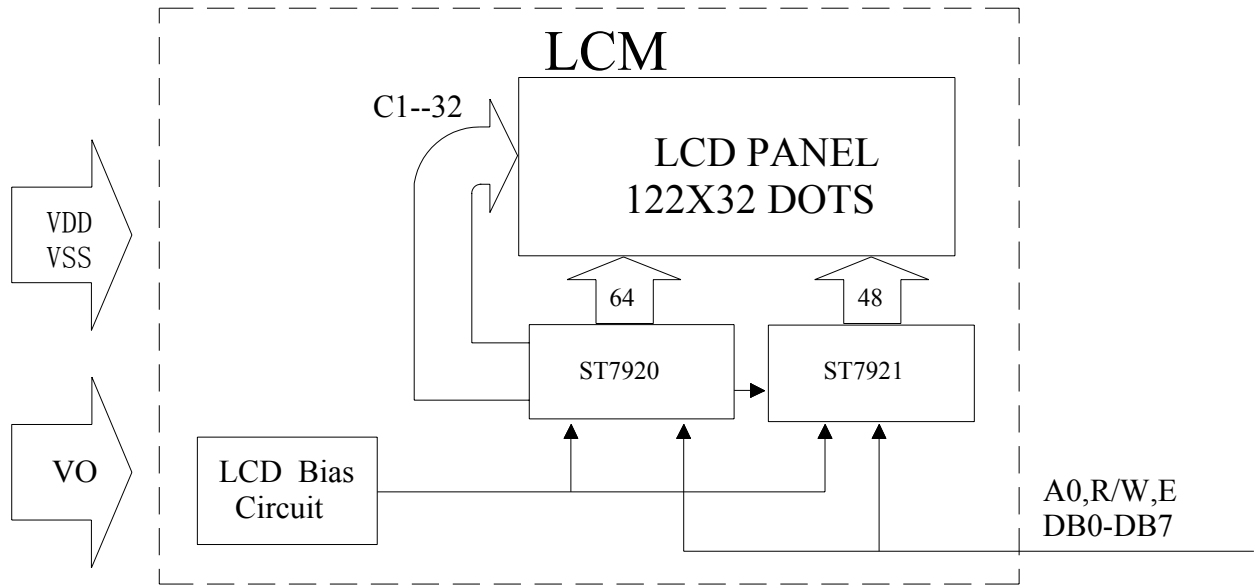 LCM
C1--32
LCD PANEL
122X32 DOTS
VDD
VSS
64
48
ST7920
ST7921
VO
LCD Bias
Circuit
A0,R/W,E
DB0-DB7